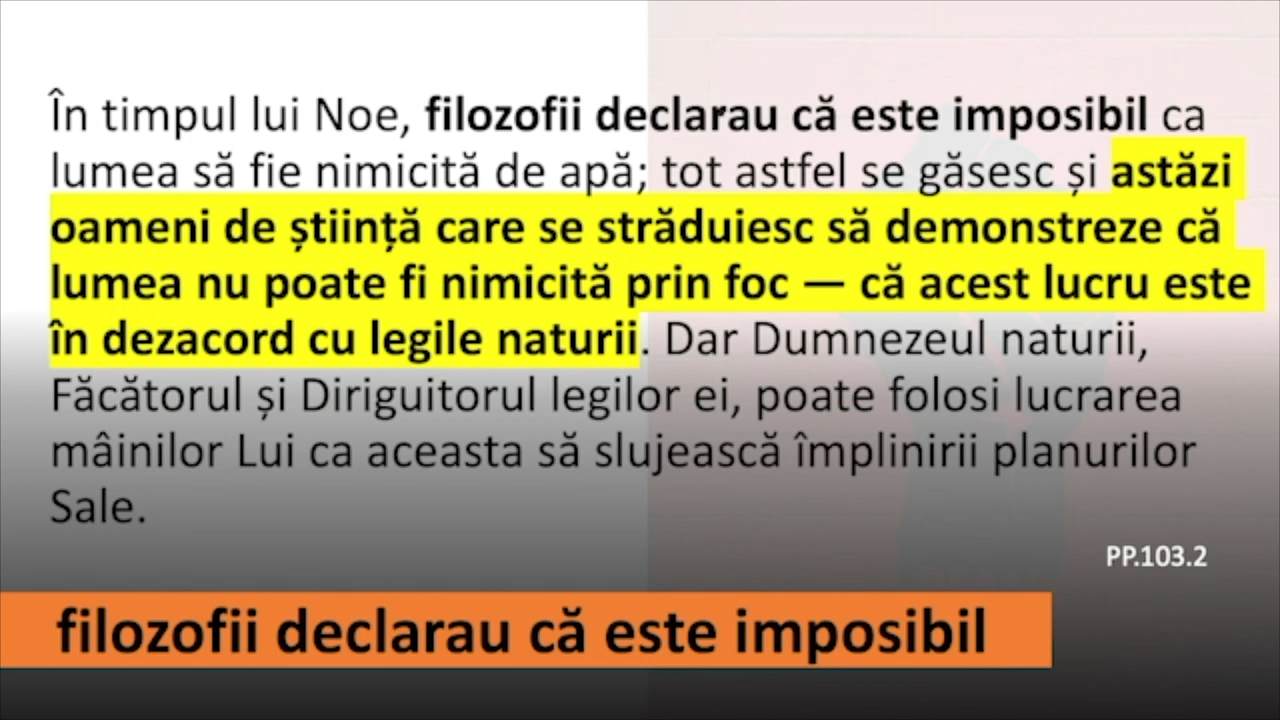 În timpul lui Noe, filozofii declarau că este imposibil ca
lumea să fie nimicită de apă; tot astfel se găsesc și astăzi
oameni de știință care se străduiesc să demonstreze că
lumea nu poate fi nimicită prin foc — că acest lucru este
în dezacord cu legile naturii. Dar Dumnezeul naturii,
Făcătorul și Diriguitorul legilor ei, poate folosi lucrarea
mâinilor Lui ca aceasta să slujească împlinirii planurilor
Sale.
PP.103.2
filozofii declarau că este imposibil